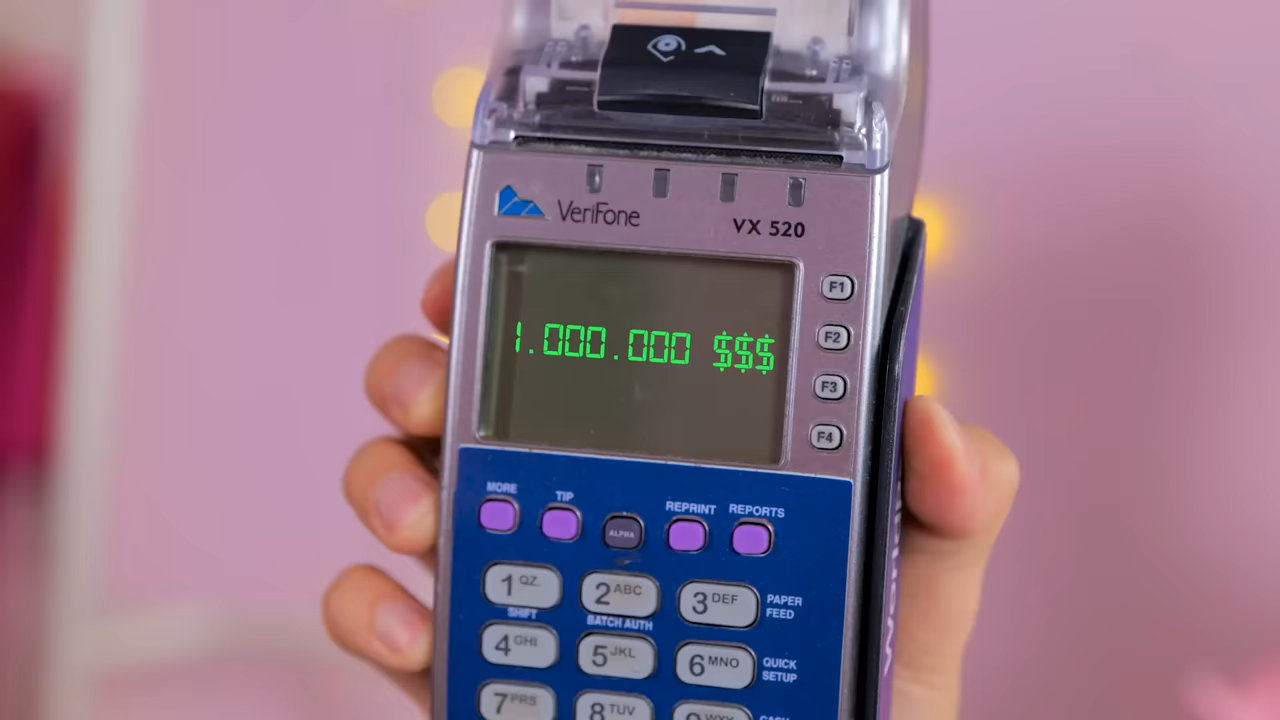 VeriFone
VX 520
1.000.000 $$$
F1
F2
F3
F4
MORE
TIP
ALPHA
REPRINT
REPORTS
1 QZ.
2 ABC
3 DEF
PAPER
FEED
SHIFT
BATCH AUTH
4 GHI
5 JKL
6 MNO
QUICK
SETUP
7 PRS
8 TUV